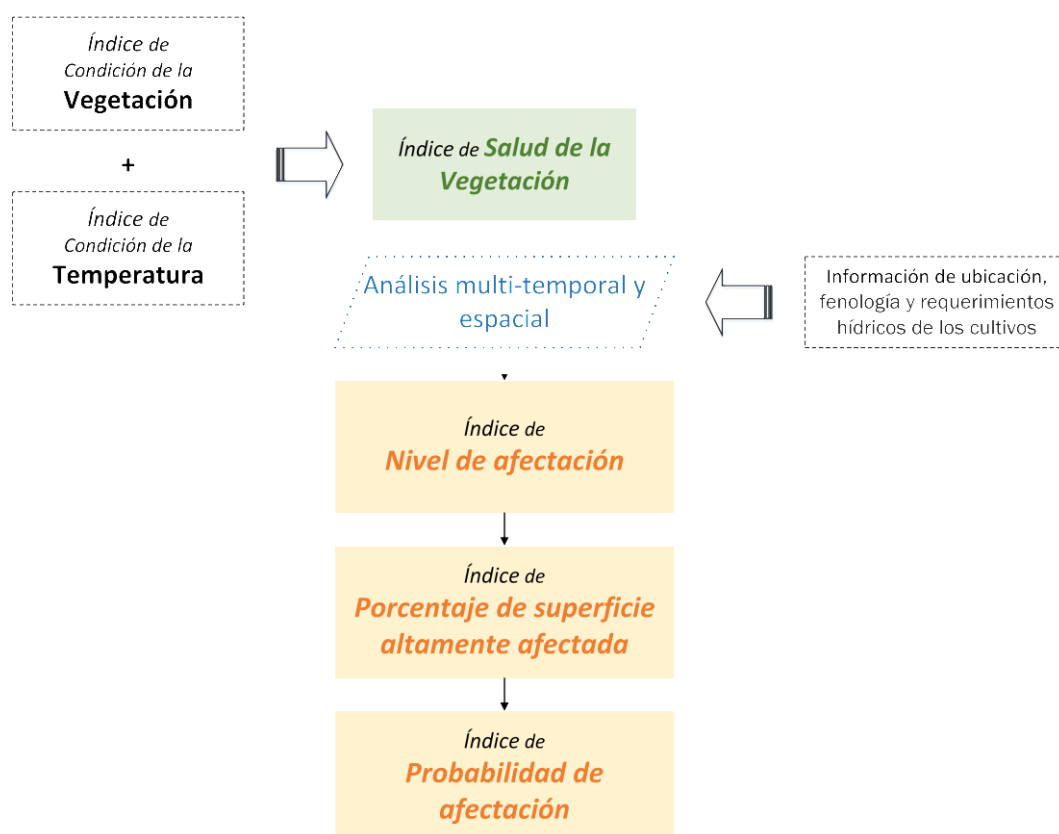 Índice de
Condición de la
Vegetación
+
Índice de
Condición de la
Temperatura
Índice de Salud de la
Vegetación
Análisis multi-temporal y
espacial
Información de ubicación,
fenología y requerimientos
hídricos de los cultivos
Índice de
Nivel de afectación
Índice de
Porcentaje de superficie
altamente afectada
Índice de
Probabilidad de
afectación